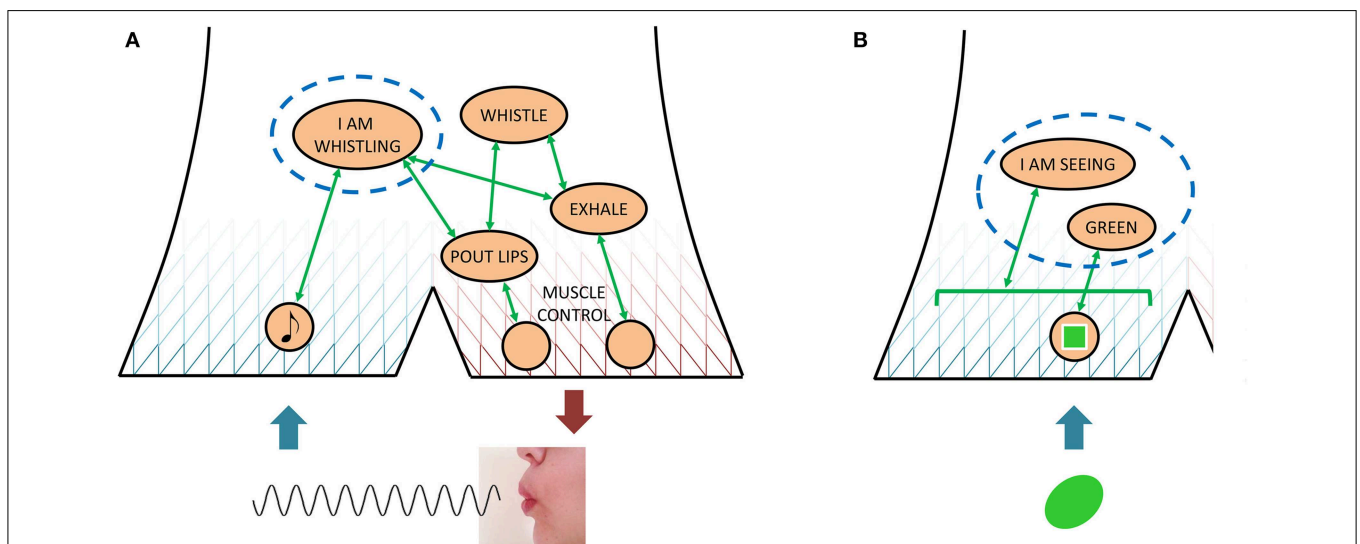 A
I AM
WHISTLING
WHISTLE
EXHALE
POUT LIPS
MUSCLE
CONTROL
B
I AM SEEING
GREEN